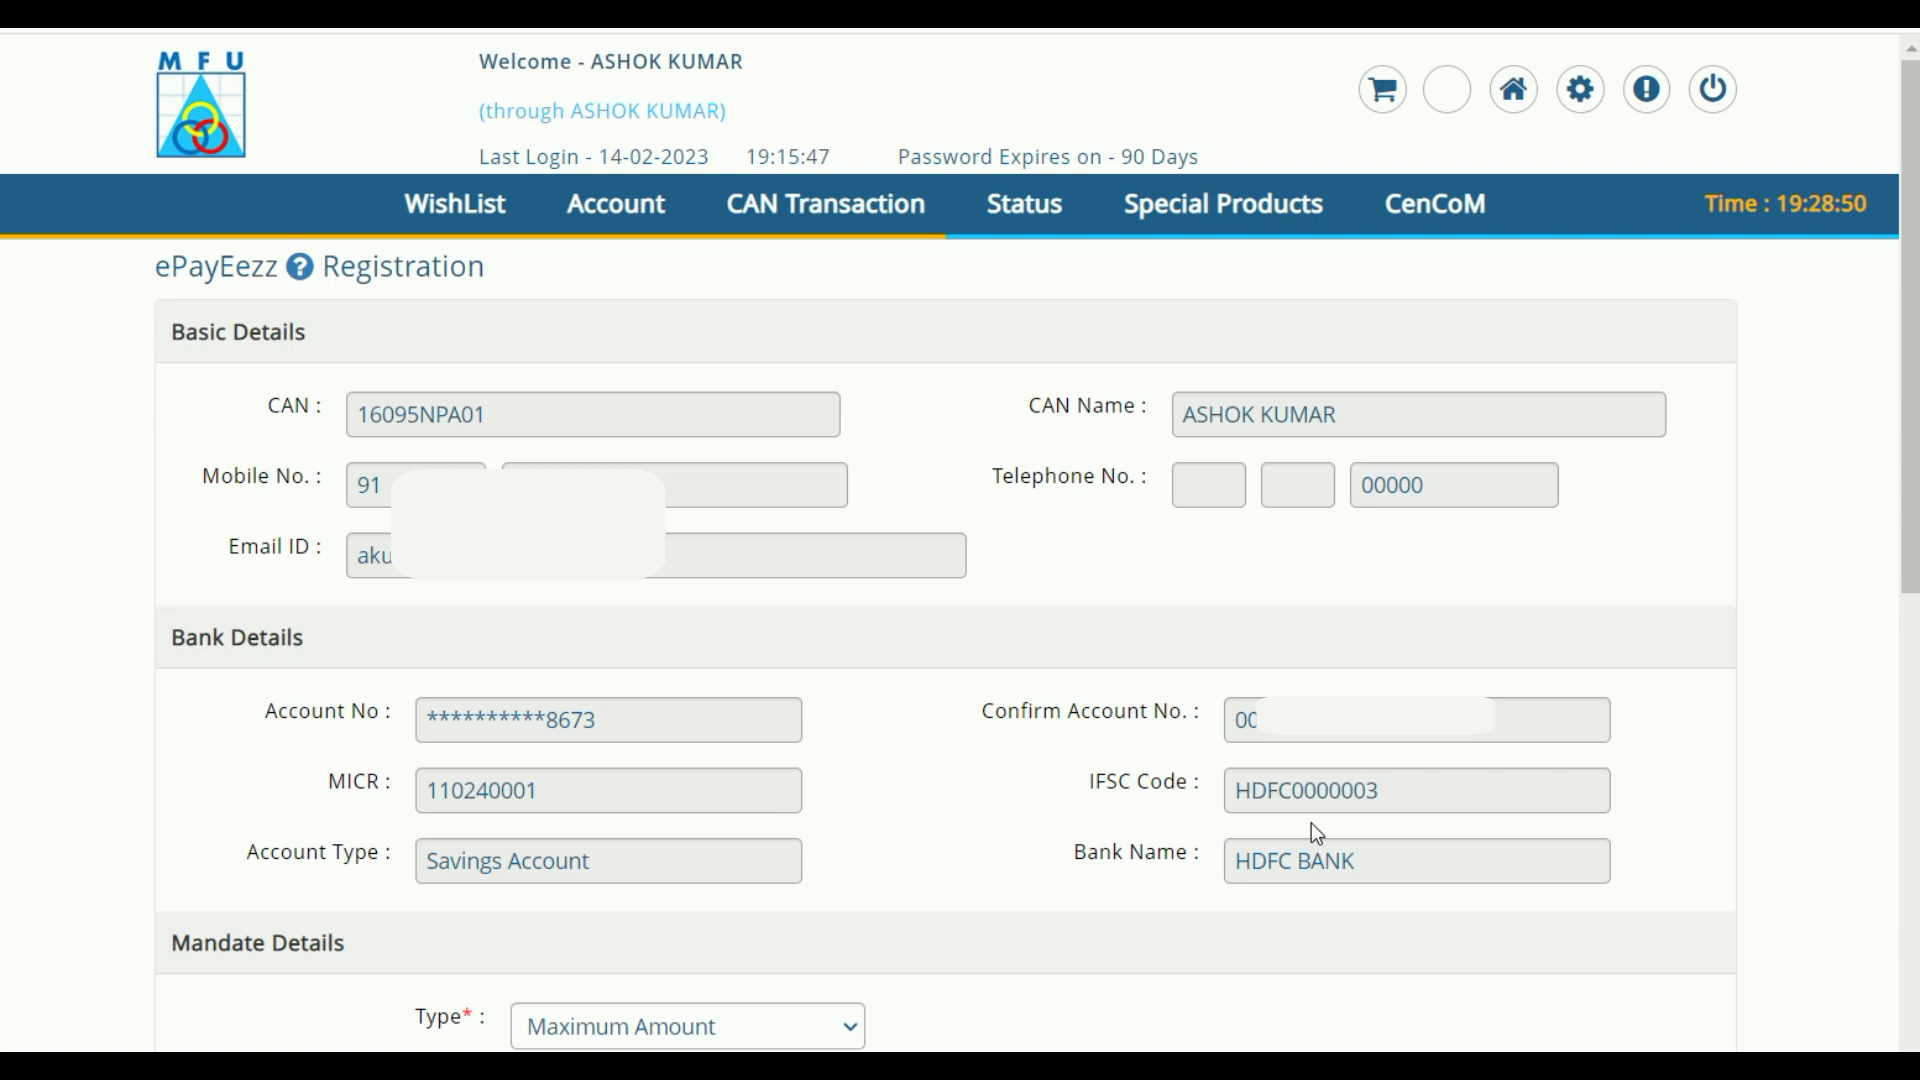 MFU
Welcome - ASHOK KUMAR
(through ASHOK KUMAR)
Last Login - 14-02-2023 19:15:47 Password Expires on - 90 Days
WishList Account CAN Transaction Status Special Products CenCoM Time : 19:28:50
ePayEezz ? Registration
Basic Details
CAN : 16095NPA01 CAN Name : ASHOK KUMAR
Mobile No. : 91 Telephone No. : 00000
Email ID : aku
Bank Details
Account No : **********8673 Confirm Account No. : 00
MICR : 110240001 IFSC Code : HDFC0000003
Account Type : Savings Account Bank Name : HDFC BANK
Mandate Details
Type* : Maximum Amount